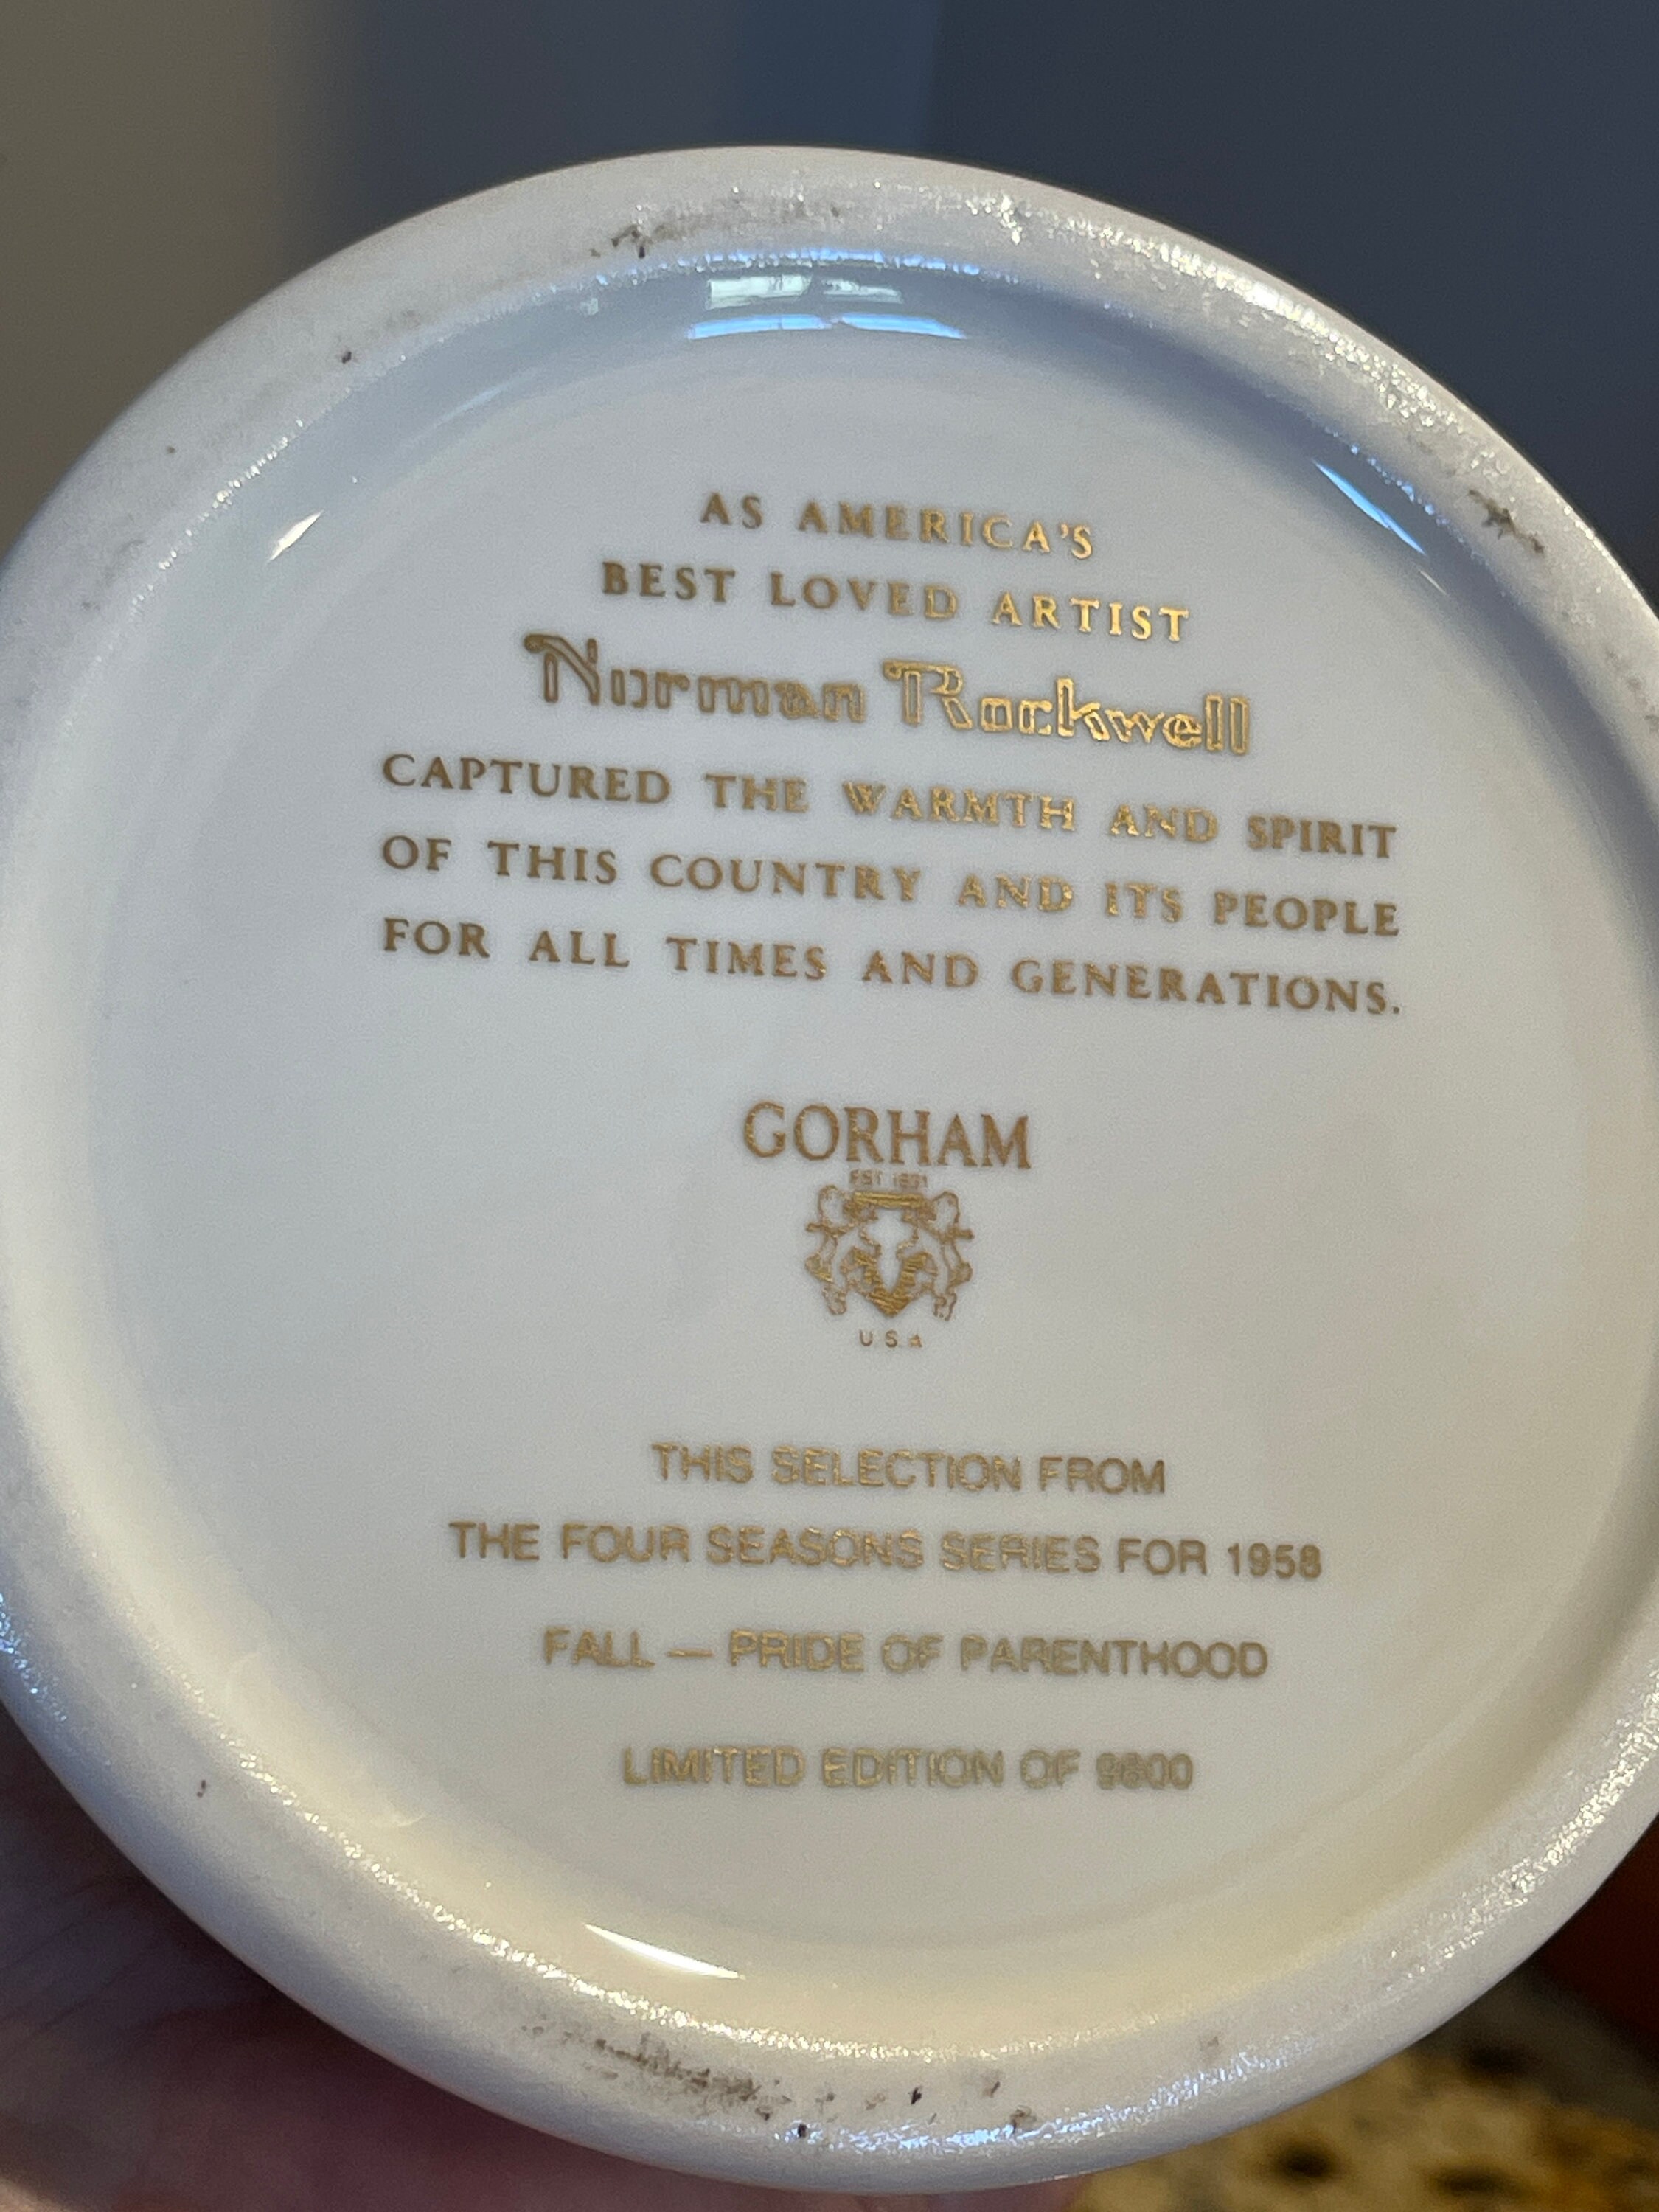 AS AMERICA'S
BEST LOVED ARTIST
Norman Rockwell
CAPTURED THE WARMTH AND SPIRIT
OF THIS COUNTRY AND ITS PEOPLE
FOR ALL TIMES AND GENERATIONS.
GORHAM
EST 1831
U.S.A
THIS SELECTION FROM
THE FOUR SEASONS SERIES FOR 1958
FALL — PRIDE OF PARENTHOOD
LIMITED EDITION OF 9800